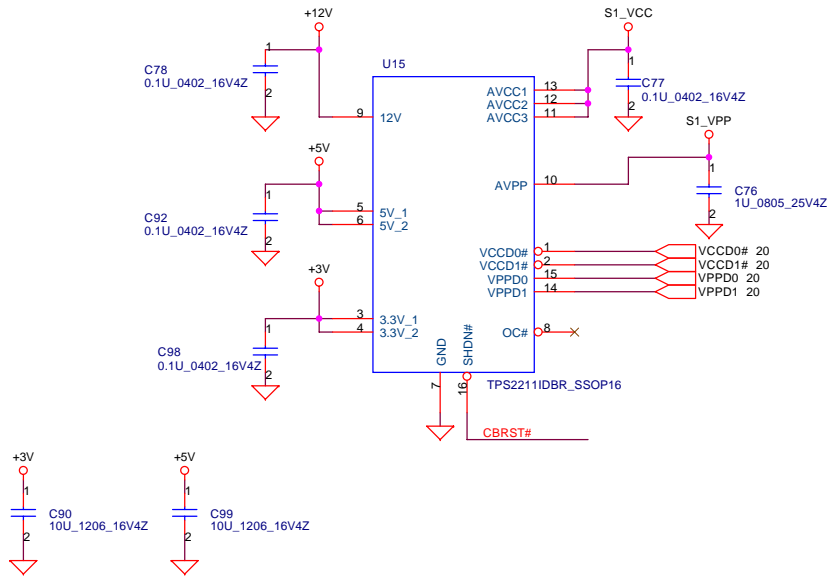 +12V
S1_VCC
1
C78
0.1U_0402_16V4Z
2
U15
1
C77
0.1U_0402_16V4Z
2
AVCC1 13
AVCC2 12
AVCC3 11
9 12V
S1_VPP
+5V
1
C92
0.1U_0402_16V4Z
2
5 5V_1
6 5V_2
AVPP 10
1
C76
1U_0805_25V4Z
2
VCCD0# 1 VCCD0# 20
VCCD1# 2 VCCD1# 20
VPPD0 15 VPPD0 20
VPPD1 14 VPPD1 20
+3V
1
C98
0.1U_0402_16V4Z
2
3 3.3V_1
4 3.3V_2
OC# 8
GND
SHDN#
7
16
TPS2211IDBR_SSOP16
CBRST#
+3V
1
C90
10U_1206_16V4Z
2
+5V
1
C99
10U_1206_16V4Z
2